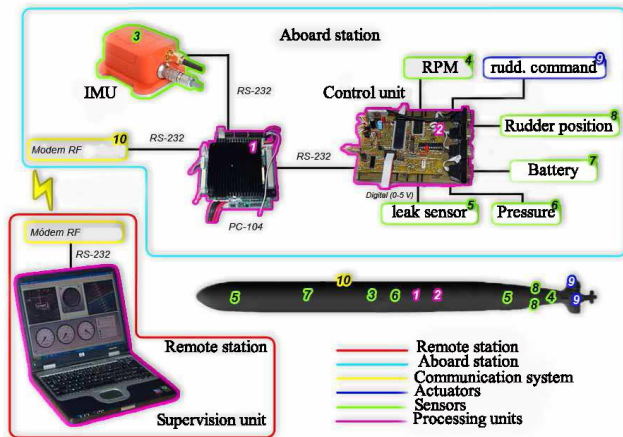 Aboard station
3
IMU
RS-232
RPM
4
rudd. command
9
Control unit
10
Modem RF
RS-232
1
RS-232
2
Rudder position
8
Battery
7
Digital (0-5 V)
leak sensor
5
Pressure
6
PC-104
Módem RF
RS-232
5
7
10
3
6
1
2
5
8
8
4
9
9
Remote station
Supervision unit
Remote station
Aboard station
Communication system
Actuators
Sensors
Processing units